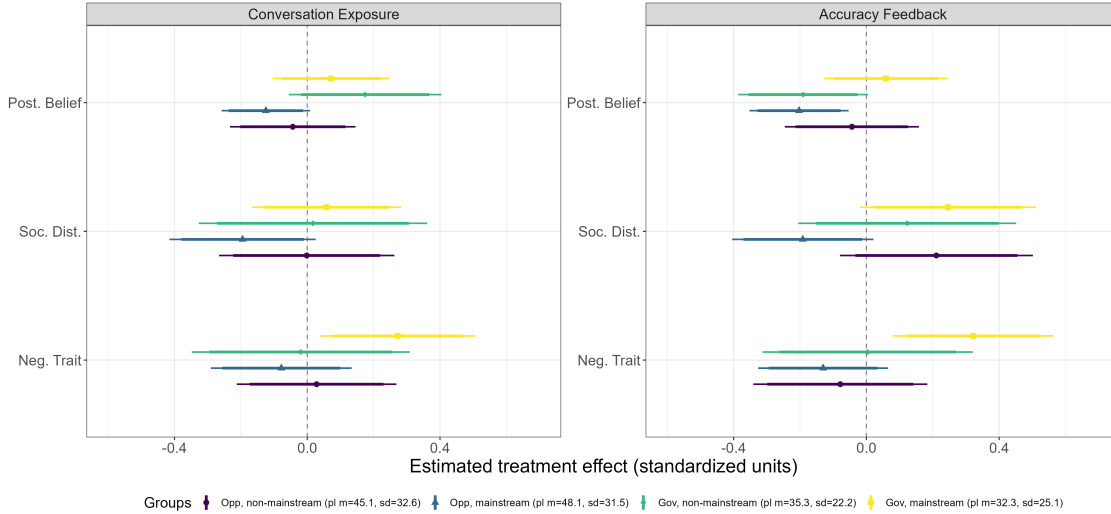 Conversation Exposure
Accuracy Feedback
Post. Belief
Soc. Dist.
Neg. Trait
Post. Belief
Soc. Dist.
Neg. Trait
-0.4 0.0 0.4
-0.4 0.0 0.4
Estimated treatment effect (standardized units)
Groups Opp, non-mainstream (pl m=45.1, sd=32.6) Opp, mainstream (pl m=48.1, sd=31.5) Gov, non-mainstream (pl m=35.3, sd=22.2) Gov, mainstream (pl m=32.3, sd=25.1)